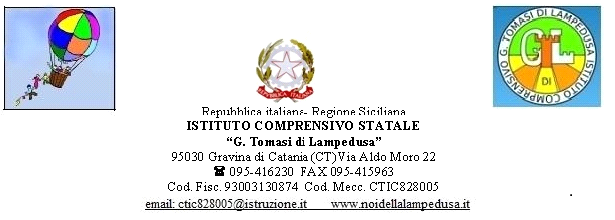 G. TOMASI DI LAMPEDUSA ISTITUTO COMPRENSIVO
GL
DI
REPUBBLICA ITALIANA
Repubblica italiana- Regione Siciliana
ISTITUTO COMPRENSIVO STATALE
“G. Tomasi di Lampedusa”
95030 Gravina di Catania (CT)Via Aldo Moro 22
☎ 095-416230 FAX 095-415963
Cod. Fisc. 93003130874 Cod. Mecc. CTIC828005
email: ctic828005@istruzione.it www.noidellalampedusa.it